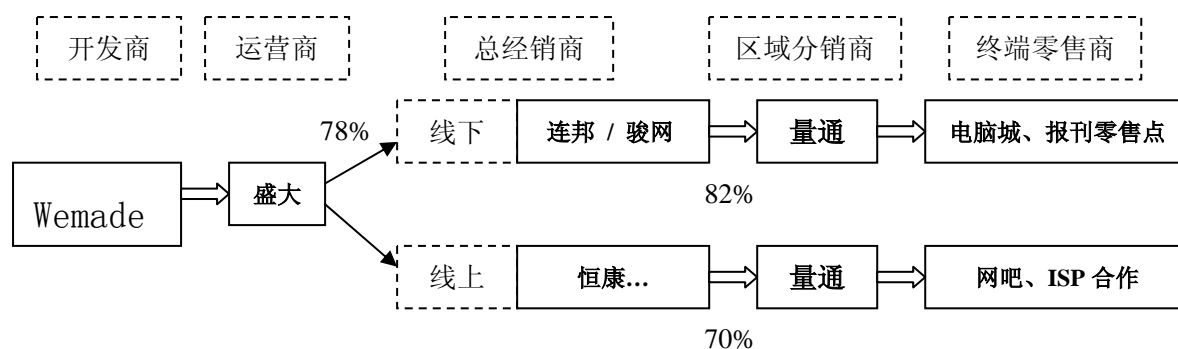 开发商 运营商 总经销商 区域分销商 终端零售商
78% 线下 连邦 / 骏网 量通 电脑城、报刊零售点
Wemade 盛大
82%
线上 恒康… 量通 网吧、ISP 合作
70%